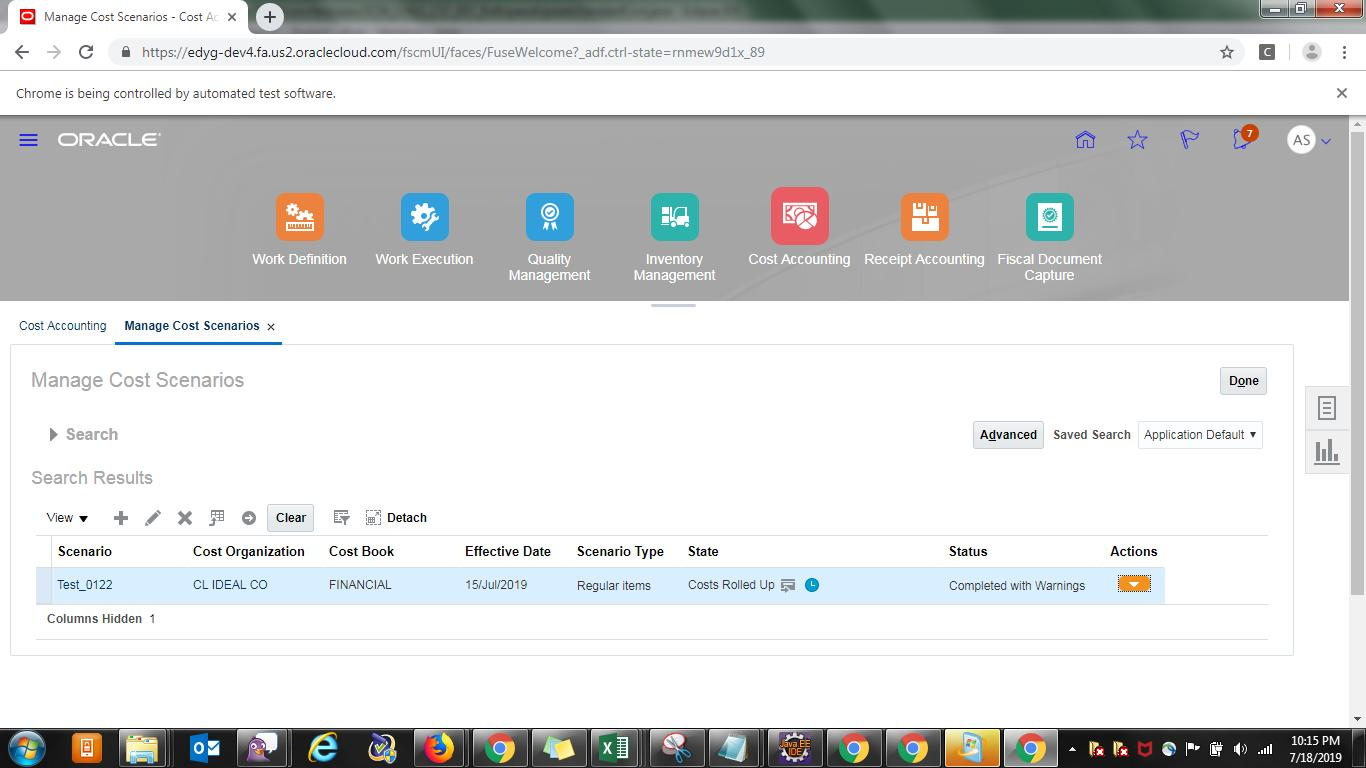 Manage Cost Scenarios - Cost Ac
https://edyg-dev4.fa.us2.oraclecloud.com/fscmUI/faces/FuseWelcome?_adf.ctrl-state=rnmew9d1x_89
C
Chrome is being controlled by automated test software.
ORACLE
7
AS
Work Definition
Work Execution
Quality
Management
Inventory
Management
Cost Accounting
Receipt Accounting
Fiscal Document
Capture
Cost Accounting
Manage Cost Scenarios
Manage Cost Scenarios
Done
Search
Advanced
Saved Search
Application Default
Search Results
View
Clear
Detach
Scenario Cost Organization Cost Book Effective Date Scenario Type State Status Actions
Test_0122 CL IDEAL CO FINANCIAL 15/Jul/2019 Regular items Costs Rolled Up Completed with Warnings
Columns Hidden 1
Java EE
IDE
10:15 PM
7/18/2019